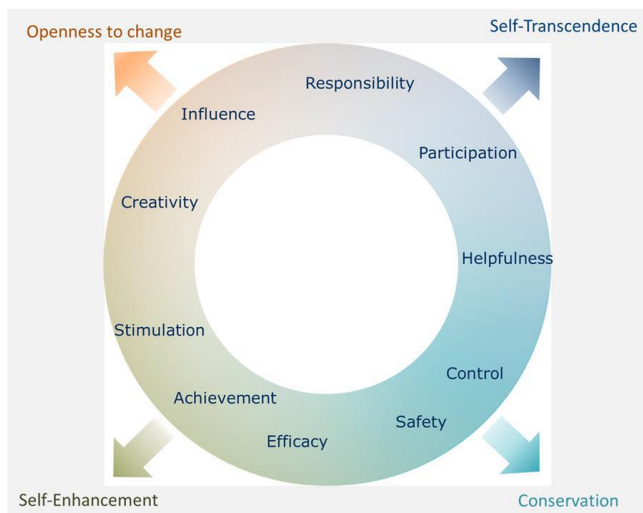 Openness to change
Self-Transcendence
Responsibility
Influence
Participation
Creativity
Helpfulness
Stimulation
Control
Achievement
Safety
Efficacy
Self-Enhancement
Conservation